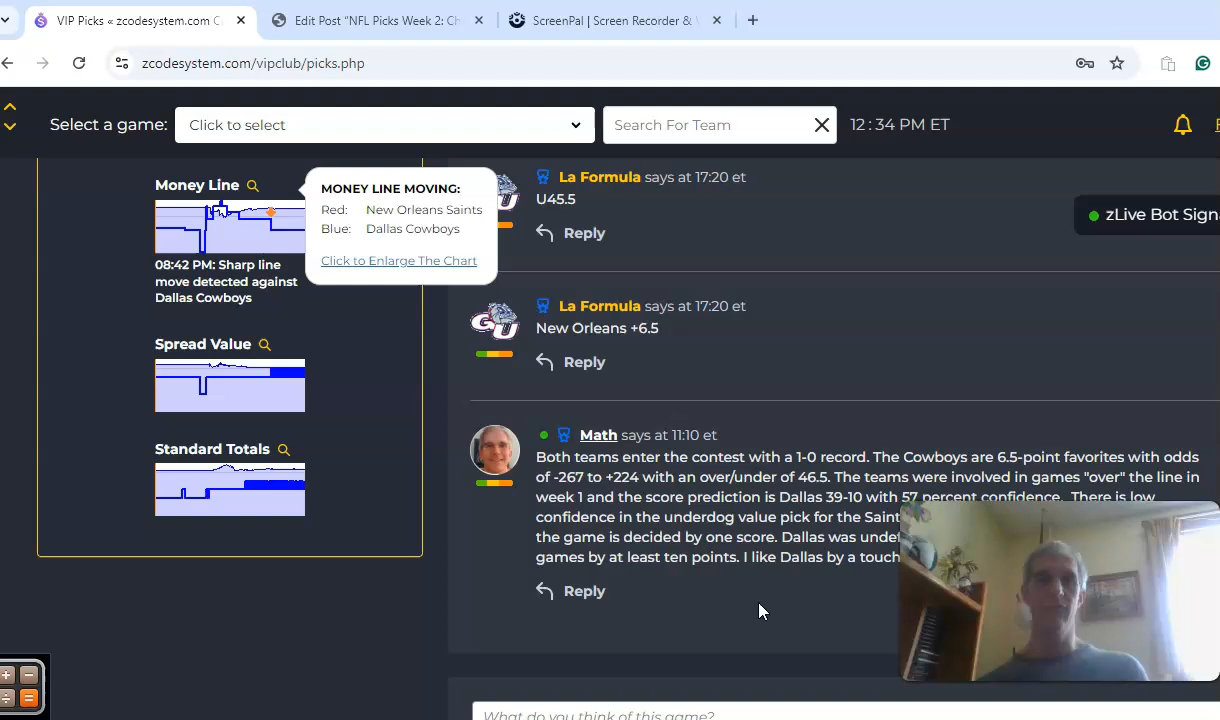 VIP Picks « zcodesystem.com C
Edit Post "NFL Picks Week 2: Ch
ScreenPal | Screen Recorder &
zcodesystem.com/vipclub/picks.php
Select a game:
Click to select
Search For Team
12 : 34 PM ET
Money Line
MONEY LINE MOVING:
Red: New Orleans Saints
Blue: Dallas Cowboys
Click to Enlarge The Chart
08:42 PM: Sharp line
move detected against
Dallas Cowboys
Spread Value
Standard Totals
La Formula says at 17:20 et
U45.5
Reply
zLive Bot Signa
La Formula says at 17:20 et
GU
New Orleans +6.5
Reply
Math says at 11:10 et
Both teams enter the contest with a 1-0 record. The Cowboys are 6.5-point favorites with odds
of -267 to +224 with an over/under of 46.5. The teams were involved in games "over" the line in
week 1 and the score prediction is Dallas 39-10 with 57 percent confidence. There is low
confidence in the underdog value pick for the Saint
the game is decided by one score. Dallas was undef
games by at least ten points. I like Dallas by a touch
Reply
What do you think of this game?